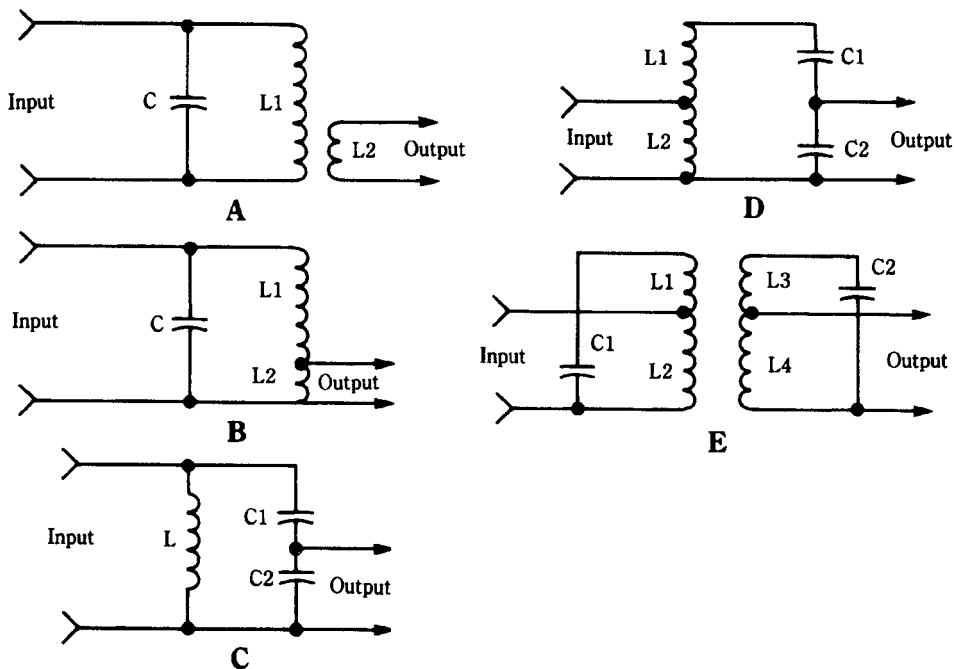 Input
C
L1
L2
Output
A
Input
C
L1
L2
Output
B
Input
L
C1
C2
Output
C
L1
C1
Input
L2
C2
Output
D
L1
L3
C2
Input
C1
L2
L4
Output
E